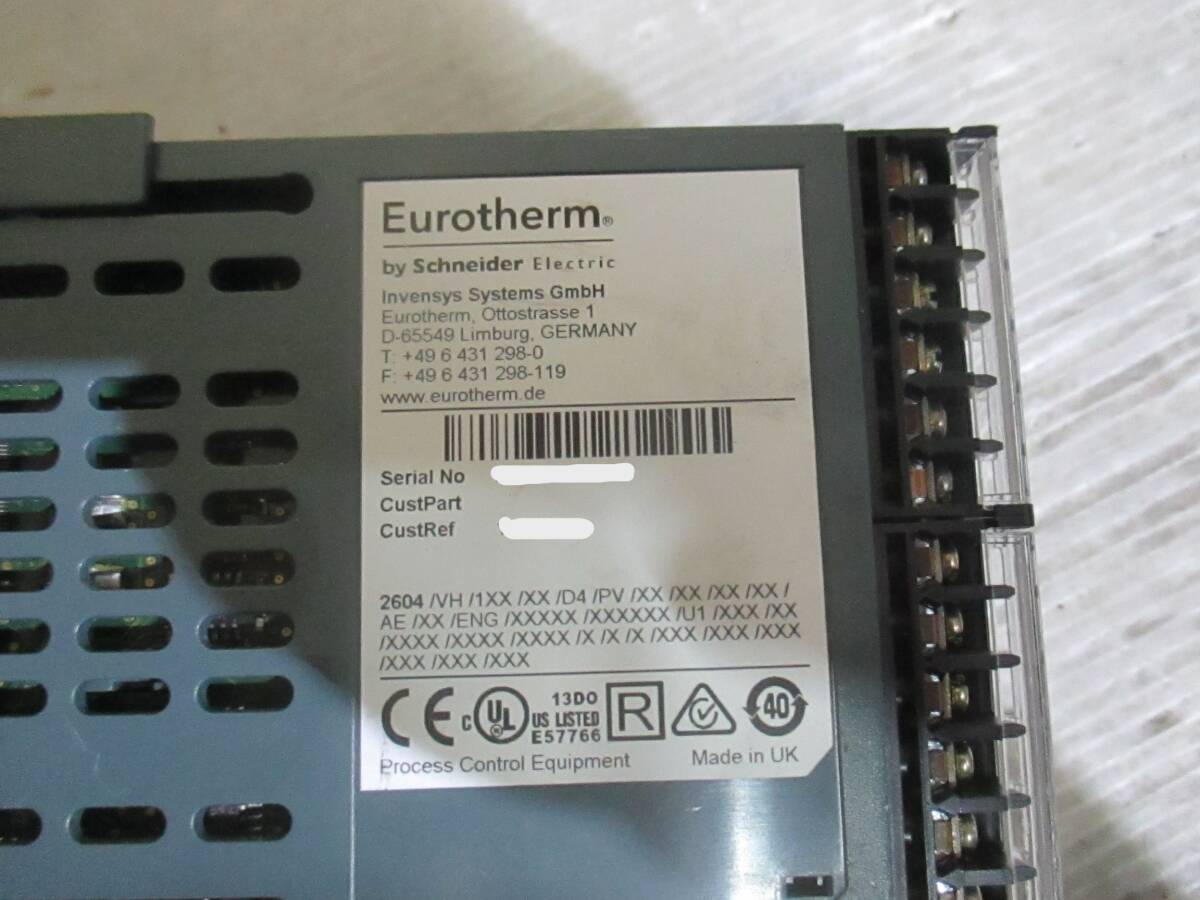 Eurotherm®
by Schneider Electric
Invensys Systems GmbH
Eurotherm, Ottostrasse 1
D-65549 Limburg, GERMANY
T: +49 6 431 298-0
F: +49 6 431 298-119
www.eurotherm.de
Serial No
CustPart
CustRef
2604 /VH /1XX /XX /D4 /PV /XX /XX /XX /XX /
AE /XX /ENG /XXXXX /XXXXXX /U1 /XXX /XX
/XXXX /XXXX /XXXX /X /X /X /XXX /XXX /XXX
/XXX /XXX /XXX
CE c UL ® 13DO US LISTED E57766 R 40
Process Control Equipment Made in UK